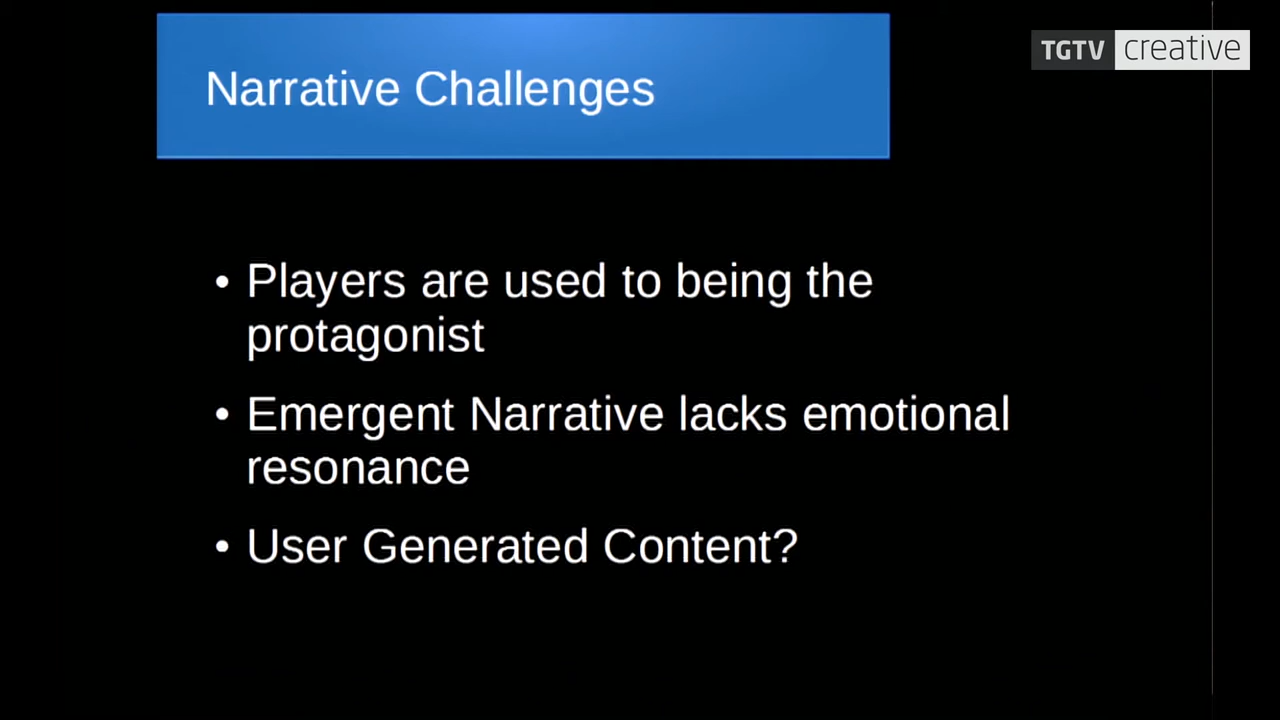 TGTV creative
Narrative Challenges
• Players are used to being the
protagonist
• Emergent Narrative lacks emotional
resonance
• User Generated Content?